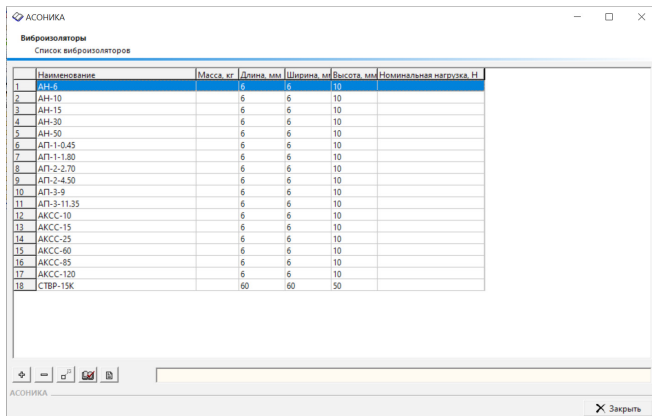 АСОНИКА
Виброизоляторы
Список виброизоляторов
Наименование Масса, кг Длина, мм Ширина, мм Высота, мм Номинальная нагрузка, Н
1 АН-6 6 6 10
2 АН-10 6 6 10
3 АН-15 6 6 10
4 АН-30 6 6 10
5 АН-50 6 6 10
6 АП-1-0.45 6 6 10
7 АП-1-1.80 6 6 10
8 АП-2-2.70 6 6 10
9 АП-2-4.50 6 6 10
10 АП-3-9 6 6 10
11 АП-3-11.35 6 6 10
12 АКСС-10 6 6 10
13 АКСС-15 6 6 10
14 АКСС-25 6 6 10
15 АКСС-60 6 6 10
16 АКСС-85 6 6 10
17 АКСС-120 6 6 10
18 СТВР-15К 60 60 50
АСОНИКА
Закрыть